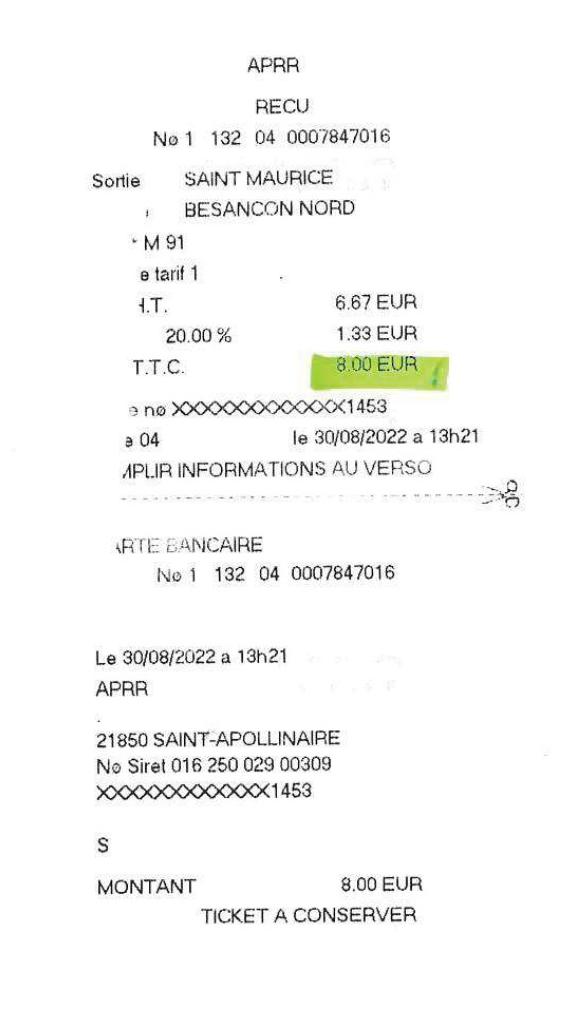 APRR
RECU
Nø 1 132 04 0007847016
Sortie SAINT MAURICE
BESANCON NORD
M 91
e tarif 1
H.T. 6.67 EUR
20.00 % 1.33 EUR
T.T.C. 8.00 EUR
e nø XXXXXXXXXXXXXXX1453
e 04 le 30/08/2022 a 13h21
MPLIR INFORMATIONS AU VERSO
ARTE BANCAIRE
Nø 1 132 04 0007847016
Le 30/08/2022 a 13h21
APRR
.
21850 SAINT-APOLLINAIRE
Nø Siret 016 250 029 00309
XXXXXXXXXXXXXXX1453
S
MONTANT 8.00 EUR
TICKET A CONSERVER